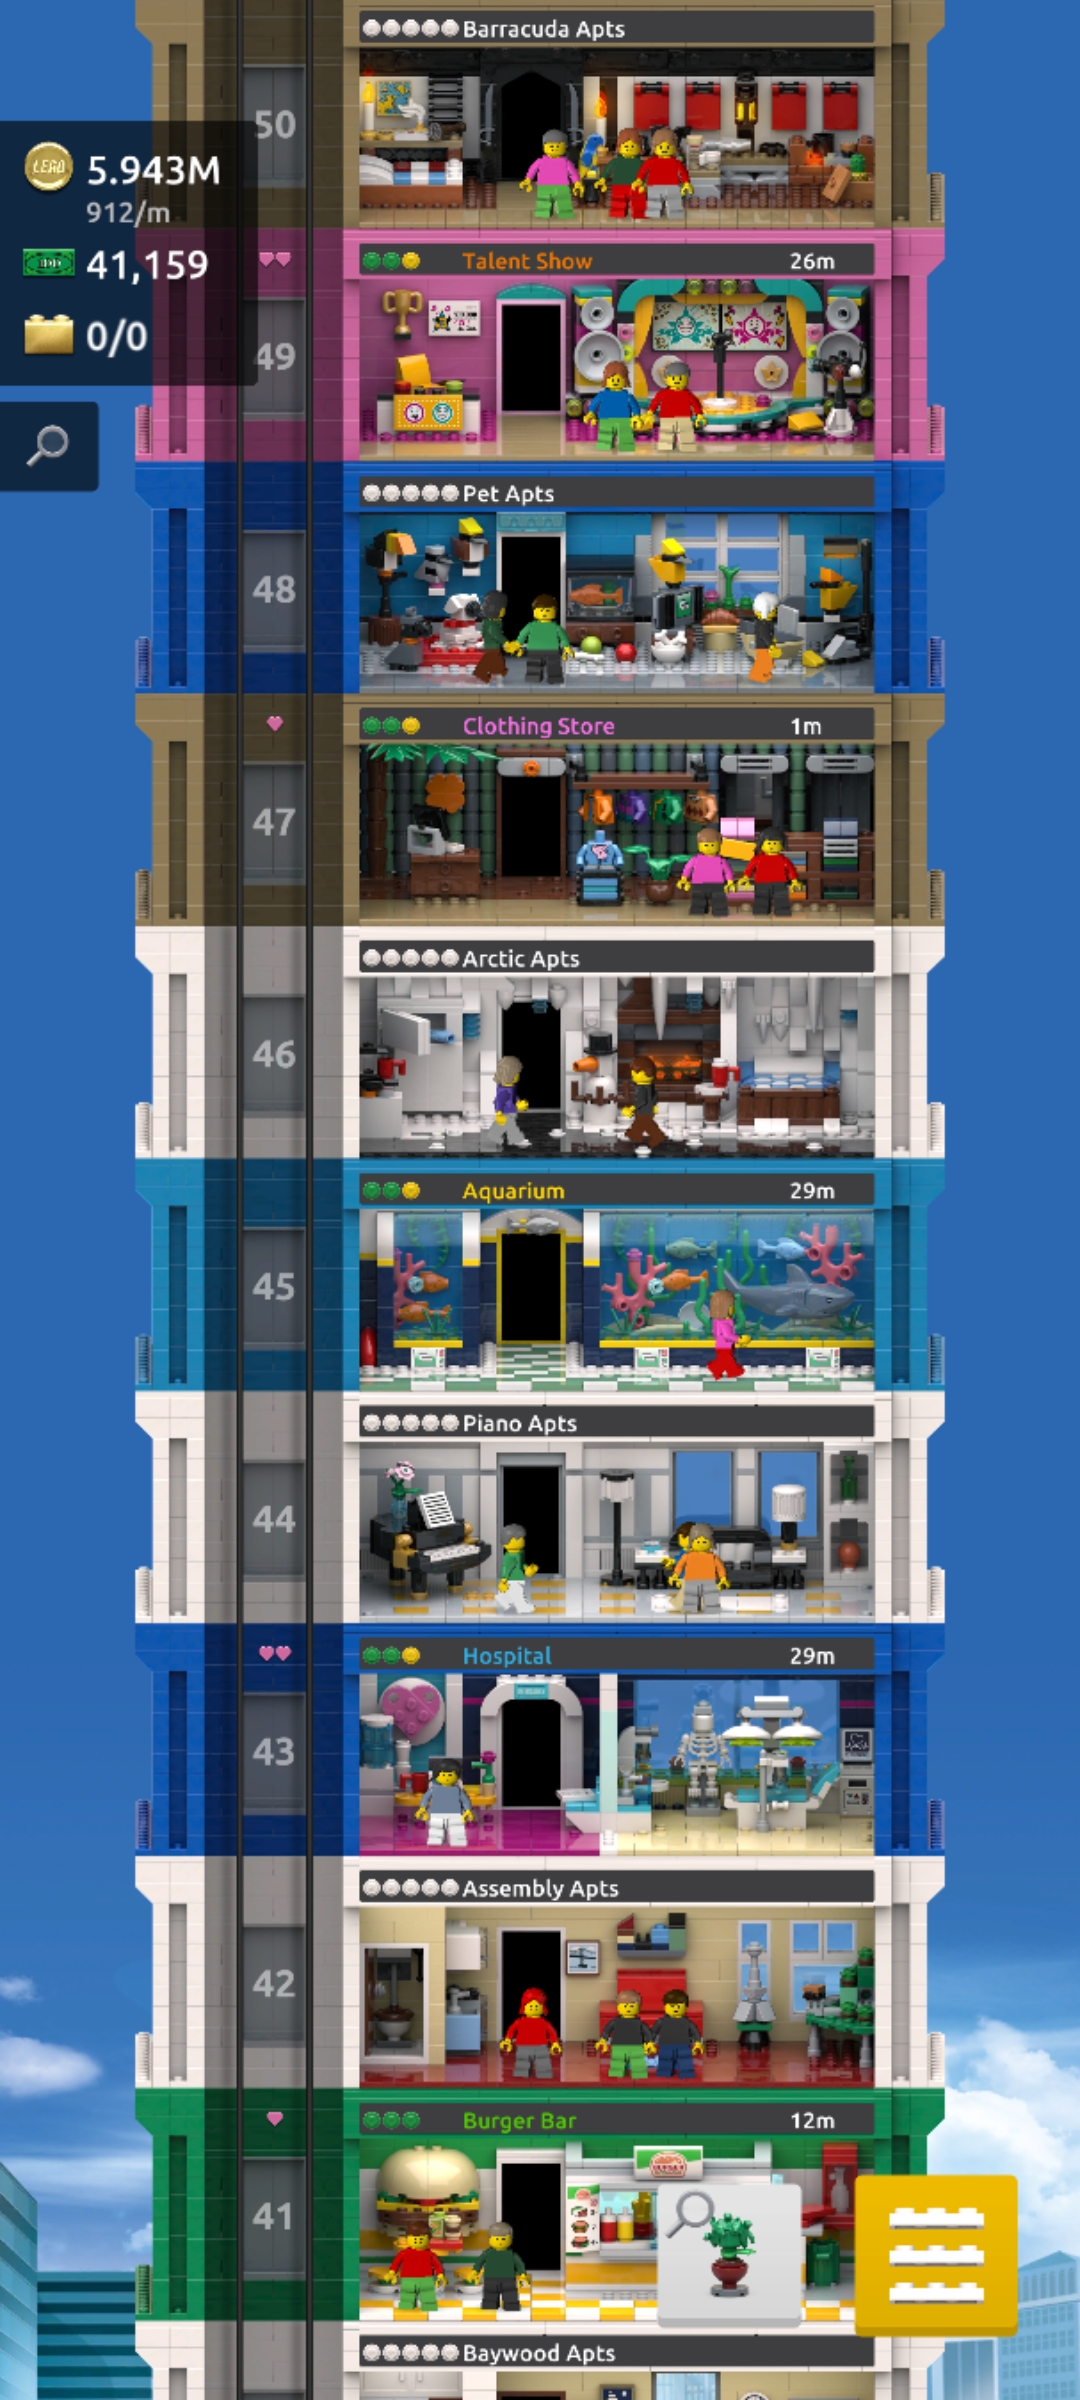 Barracuda Apts
50
LEGO
5.943M
912/m
41,159
0/0
Talent Show 26m
49
Pet Apts
48
Clothing Store 1m
47
Arctic Apts
46
Aquarium 29m
45
Piano Apts
44
Hospital 29m
43
Assembly Apts
42
Burger Bar 12m
41
Baywood Apts